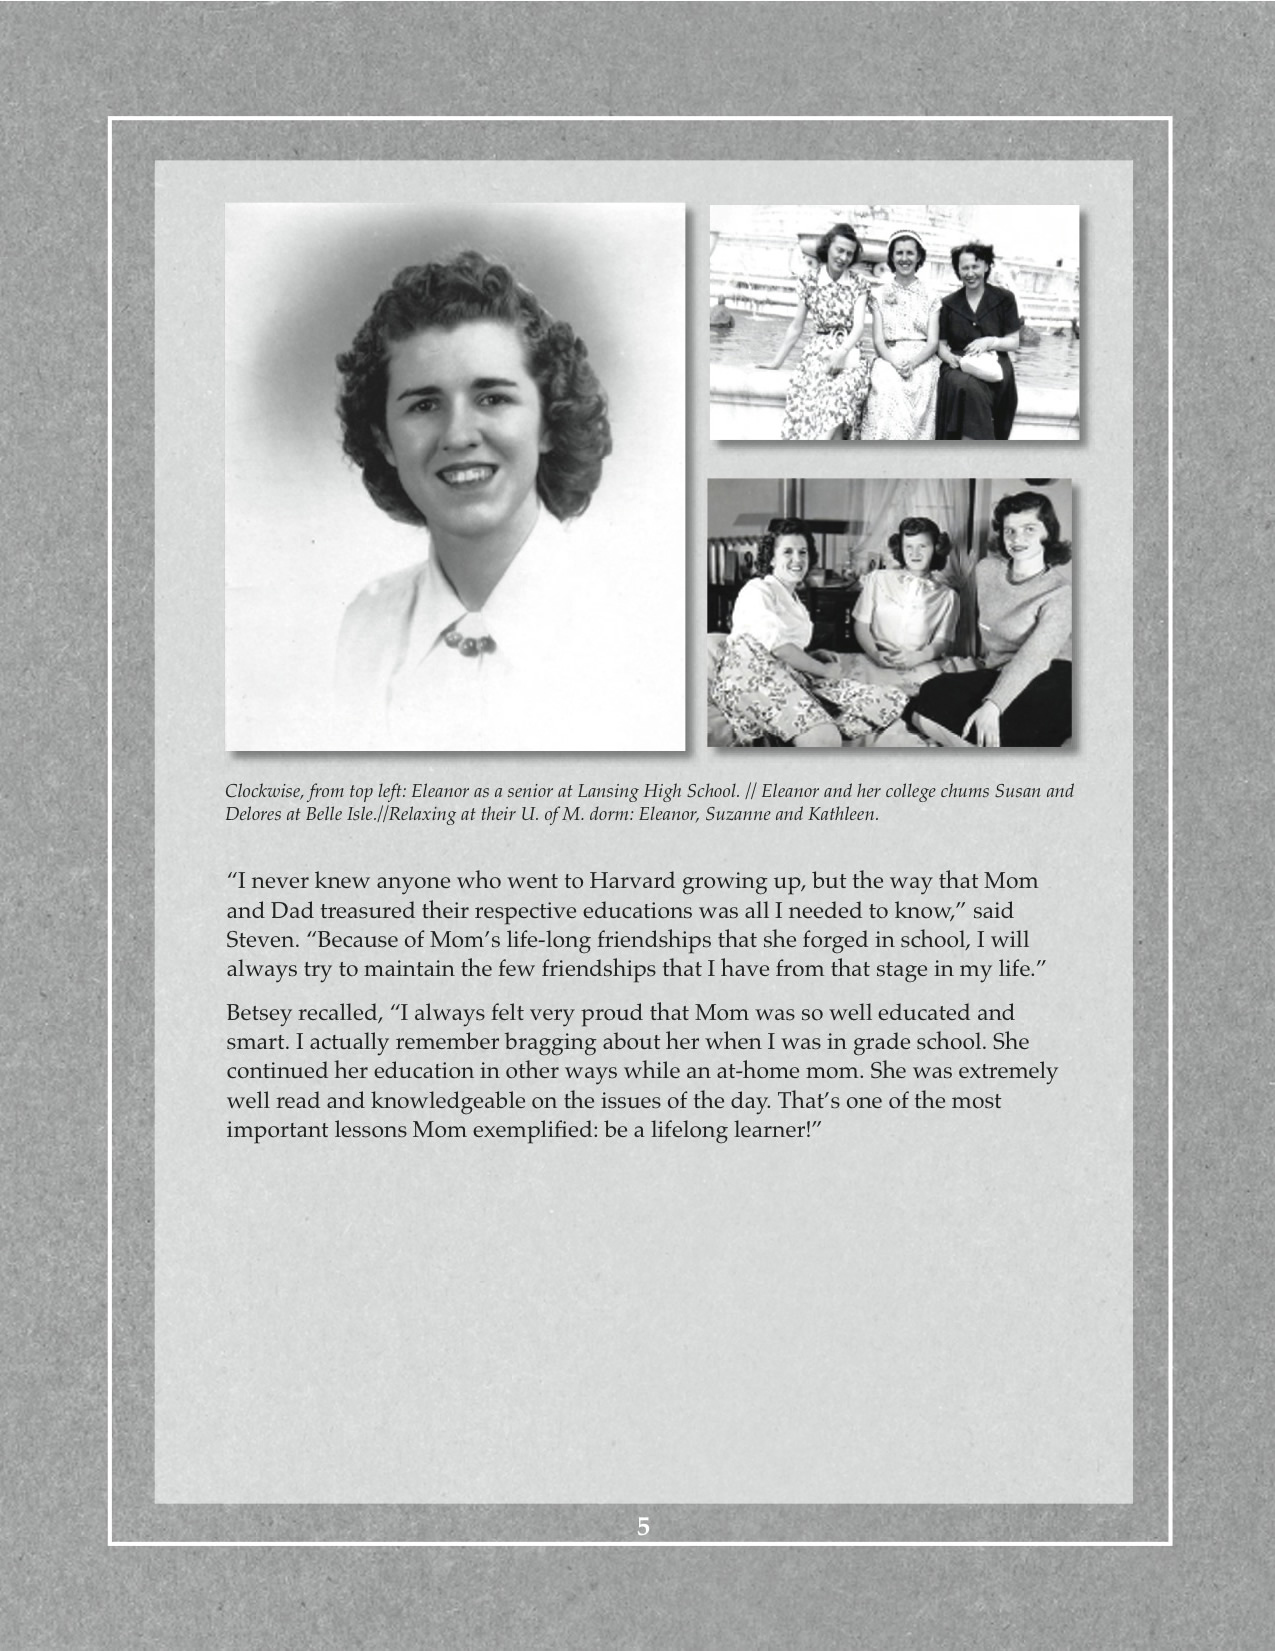 Clockwise, from top left: Eleanor as a senior at Lansing High School. // Eleanor and her college chums Susan and
Delores at Belle Isle.//Relaxing at their U. of M. dorm: Eleanor, Suzanne and Kathleen.
“I never knew anyone who went to Harvard growing up, but the way that Mom
and Dad treasured their respective educations was all I needed to know,” said
Steven. “Because of Mom’s life-long friendships that she forged in school, I will
always try to maintain the few friendships that I have from that stage in my life.”
Betsey recalled, “I always felt very proud that Mom was so well educated and
smart. I actually remember bragging about her when I was in grade school. She
continued her education in other ways while an at-home mom. She was extremely
well read and knowledgeable on the issues of the day. That’s one of the most
important lessons Mom exemplified: be a lifelong learner!”
5